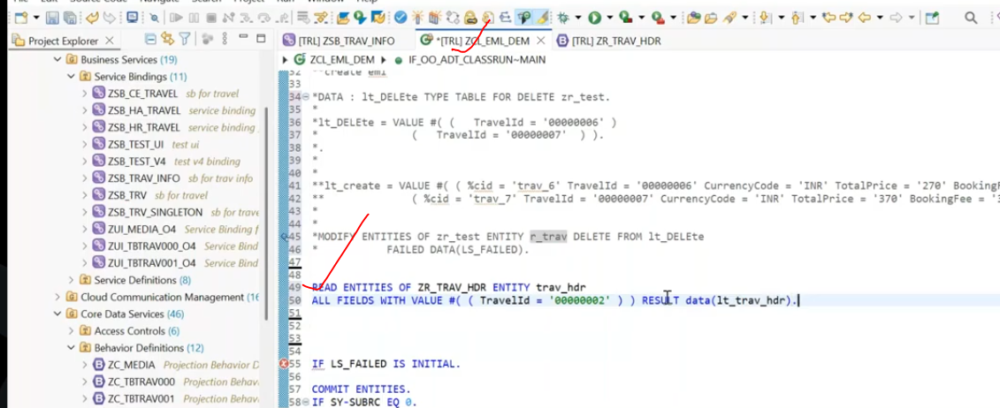 Project Explorer
Business Services (19)
Service Bindings (11)
ZSB_CE_TRAVEL sb for travel
ZSB_HA_TRAVEL service binding
ZSB_HR_TRAVEL service binding
ZSB_TEST_UI test ui
ZSB_TEST_V4 test v4 binding
ZSB_TRAV_INFO sb for trav info
ZSB_TRV sb for travel
ZSB_TRV_SINGLETON sb for trave
ZUI_MEDIA_O4 Service Binding f
ZUI_TBTRAV000_O4 Service Bind
ZUI_TBTRAV001_O4 Service Bind
Service Definitions (8)
Cloud Communication Management (16
Core Data Services (46)
Access Controls (6)
Behavior Definitions (12)
ZC_MEDIA Projection Behavior D
ZC_TBTRAV000 Projection Behav
ZC_TBTRAV001 Projection Behav
[TRL] ZSB_TRAV_INFO *[TRL] ZCL_EML_DEM [TRL] ZR_TRAV_HDR
ZCL_EML_DEM IF_OO_ADT_CLASSRUN~MAIN
32 **create eml
33
34 *DATA : lt_DELEte TYPE TABLE FOR DELETE zr_test.
35 *
36 *lt_DELEte = VALUE #( ( TravelId = '00000006' )
37 * ( TravelId = '00000007' ) ).
38 *.
39 *
40 *
41 **lt_create = VALUE #( ( %cid = 'trav_6' TravelId = '00000006' CurrencyCode = 'INR' TotalPrice = '270' BookingF
42 ** ( %cid = 'trav_7' TravelId = '00000007' CurrencyCode = 'INR' TotalPrice = '370' BookingFee = '3
43 *
44 *
45 *MODIFY ENTITIES OF zr_test ENTITY r_trav DELETE FROM lt_DELEte
46 * FAILED DATA(LS_FAILED).
47
48
49 READ ENTITIES OF ZR_TRAV_HDR ENTITY trav_hdr
50 ALL FIELDS WITH VALUE #( ( TravelId = '00000002' ) ) RESULT data(lt_trav_hdr).
51
52
53
54
55 IF LS_FAILED IS INITIAL.
56
57 COMMIT ENTITIES.
58 IF SY-SUBRC EQ 0.